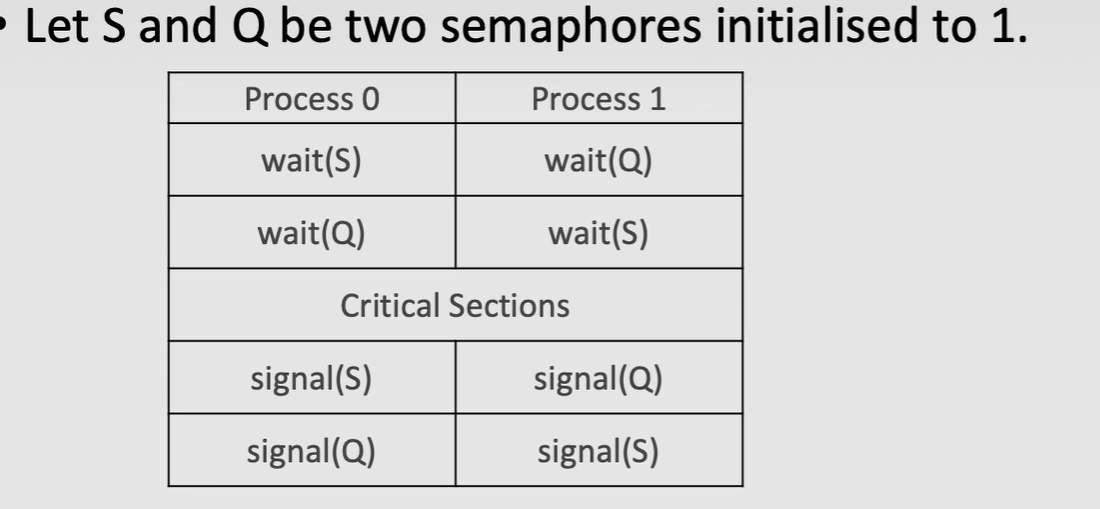 • Let S and Q be two semaphores initialised to 1.
Process 0 Process 1
wait(S) wait(Q)
wait(Q) wait(S)
Critical Sections
signal(S) signal(Q)
signal(Q) signal(S)